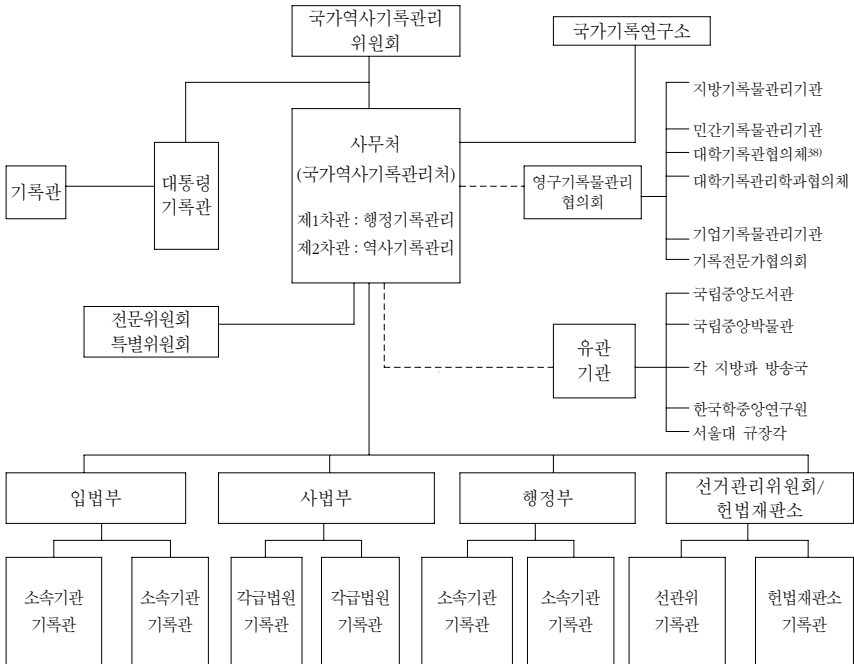 국가역사기록관리
위원회
국가기록연구소
사무처
(국가역사기록관리처)
제1차관 : 행정기록관리
제2차관 : 역사기록관리
기록관
대통령
기록관
영구기록물관리
협의회
지방기록물관리기관
민간기록물관리기관
대학기록관협의체38)
대학기록관리학과협의체
기업기록물관리기관
기록전문가협의회
전문위원회
특별위원회
유관
기관
국립중앙도서관
국립중앙박물관
각 지방파 방송국
한국학중앙연구원
서울대 규장각
입법부
사법부
행정부
선거관리위원회/
헌법재판소
소속기관
기록관
소속기관
기록관
각급법원
기록관
각급법원
기록관
소속기관
기록관
소속기관
기록관
선관위
기록관
헌법재판소
기록관